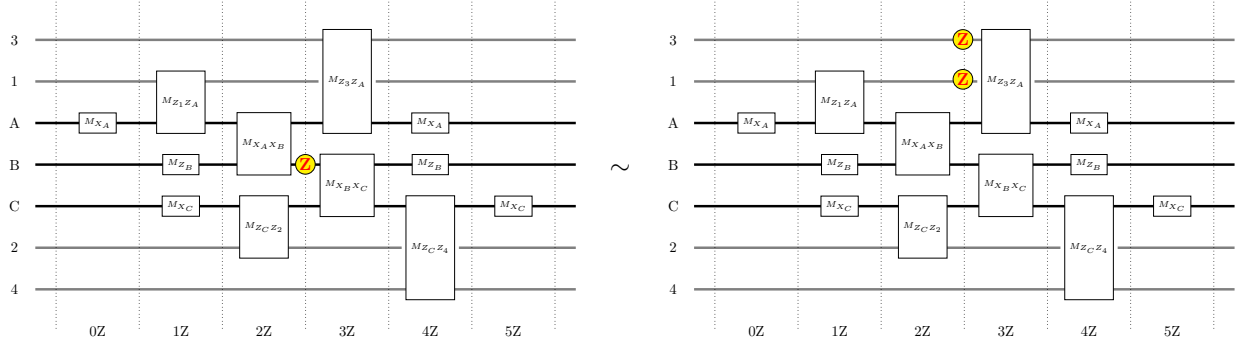 3 3
Z
1 M_{Z_1 Z_A} M_{Z_3 Z_A} 1 Z M_{Z_1 Z_A} M_{Z_3 Z_A}
A M_{X_A} M_{X_A} A M_{X_A} M_{X_A}
M_{X_A X_B} M_{X_A X_B}
B M_{Z_B} Z M_{Z_B} ∼ B M_{Z_B} M_{Z_B}
M_{X_B X_C} M_{X_B X_C}
C M_{X_C} M_{X_C} C M_{X_C} M_{X_C}
M_{Z_C Z_2} M_{Z_C Z_2}
2 M_{Z_C Z_4} 2 M_{Z_C Z_4}
4 4
0Z 1Z 2Z 3Z 4Z 5Z 0Z 1Z 2Z 3Z 4Z 5Z